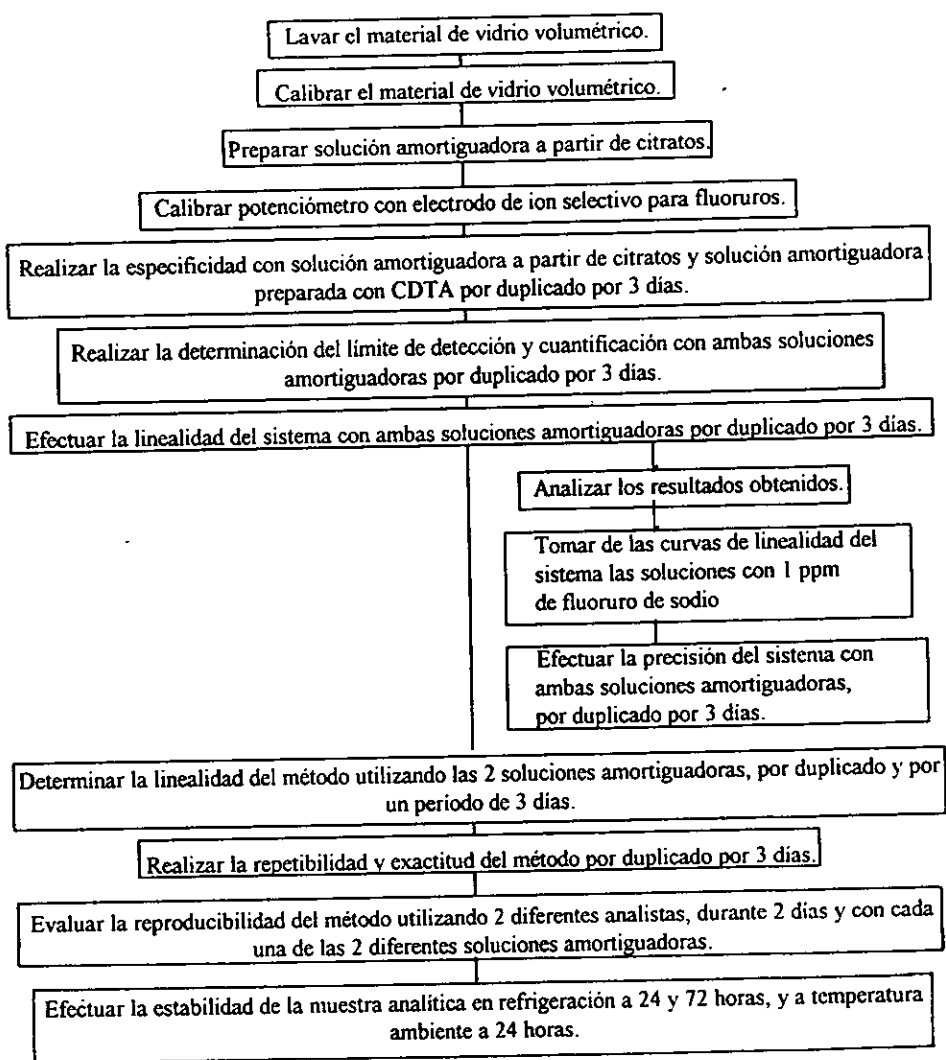 Lavar el material de vidrio volumétrico.
Calibrar el material de vidrio volumétrico.
Preparar solución amortiguadora a partir de citratos.
Calibrar potenciómetro con electrodo de ion selectivo para fluoruros.
Realizar la especificidad con solución amortiguadora a partir de citratos y solución amortiguadora
preparada con CDTA por duplicado por 3 días.
Realizar la determinación del límite de detección y cuantificación con ambas soluciones
amortiguadoras por duplicado por 3 días.
Efectuar la linealidad del sistema con ambas soluciones amortiguadoras por duplicado por 3 días.
Analizar los resultados obtenidos.
Tomar de las curvas de linealidad del
sistema las soluciones con 1 ppm
de fluoruro de sodio
Efectuar la precisión del sistema con
ambas soluciones amortiguadoras,
por duplicado por 3 días.
Determinar la linealidad del método utilizando las 2 soluciones amortiguadoras, por duplicado y por
un período de 3 días.
Realizar la repetibilidad y exactitud del método por duplicado por 3 días.
Evaluar la reproducibilidad del método utilizando 2 diferentes analistas, durante 2 días y con cada
una de las 2 diferentes soluciones amortiguadoras.
Efectuar la estabilidad de la muestra analítica en refrigeración a 24 y 72 horas, y a temperatura
ambiente a 24 horas.